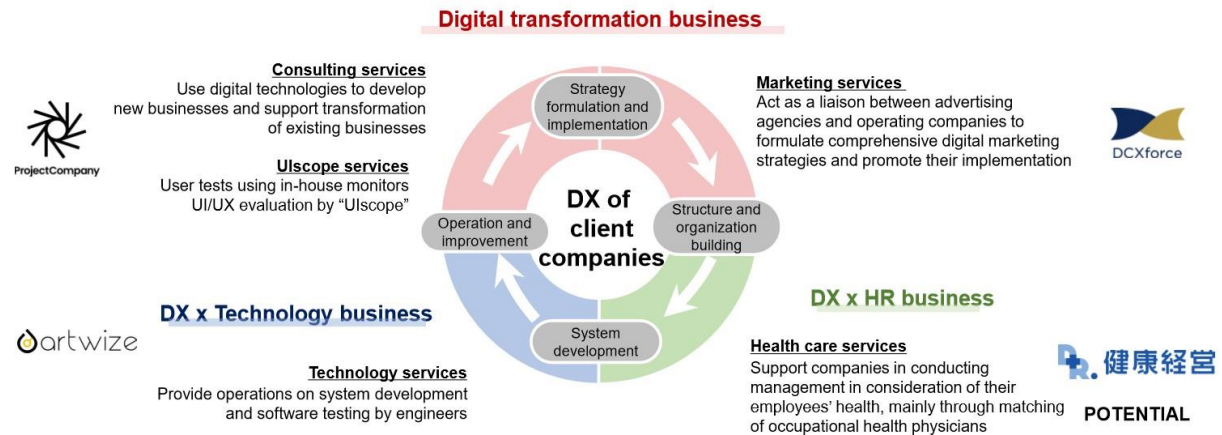 Digital transformation business
Consulting services
Use digital technologies to develop
new businesses and support transformation
of existing businesses
ProjectCompany
UIscope services
User tests using in-house monitors
UI/UX evaluation by “UIscope”
Strategy
formulation and
implementation
Marketing services
Act as a liaison between advertising
agencies and operating companies to
formulate comprehensive digital marketing
strategies and promote their implementation
DCXforce
DX of
client
companies
Operation and
improvement
Structure and
organization
building
System
development
DX x Technology business
artwize
Technology services
Provide operations on system development
and software testing by engineers
DX x HR business
Health care services
Support companies in conducting
management in consideration of their
employees’ health, mainly through matching
of occupational health physicians
DR.健康経営
POTENTIAL